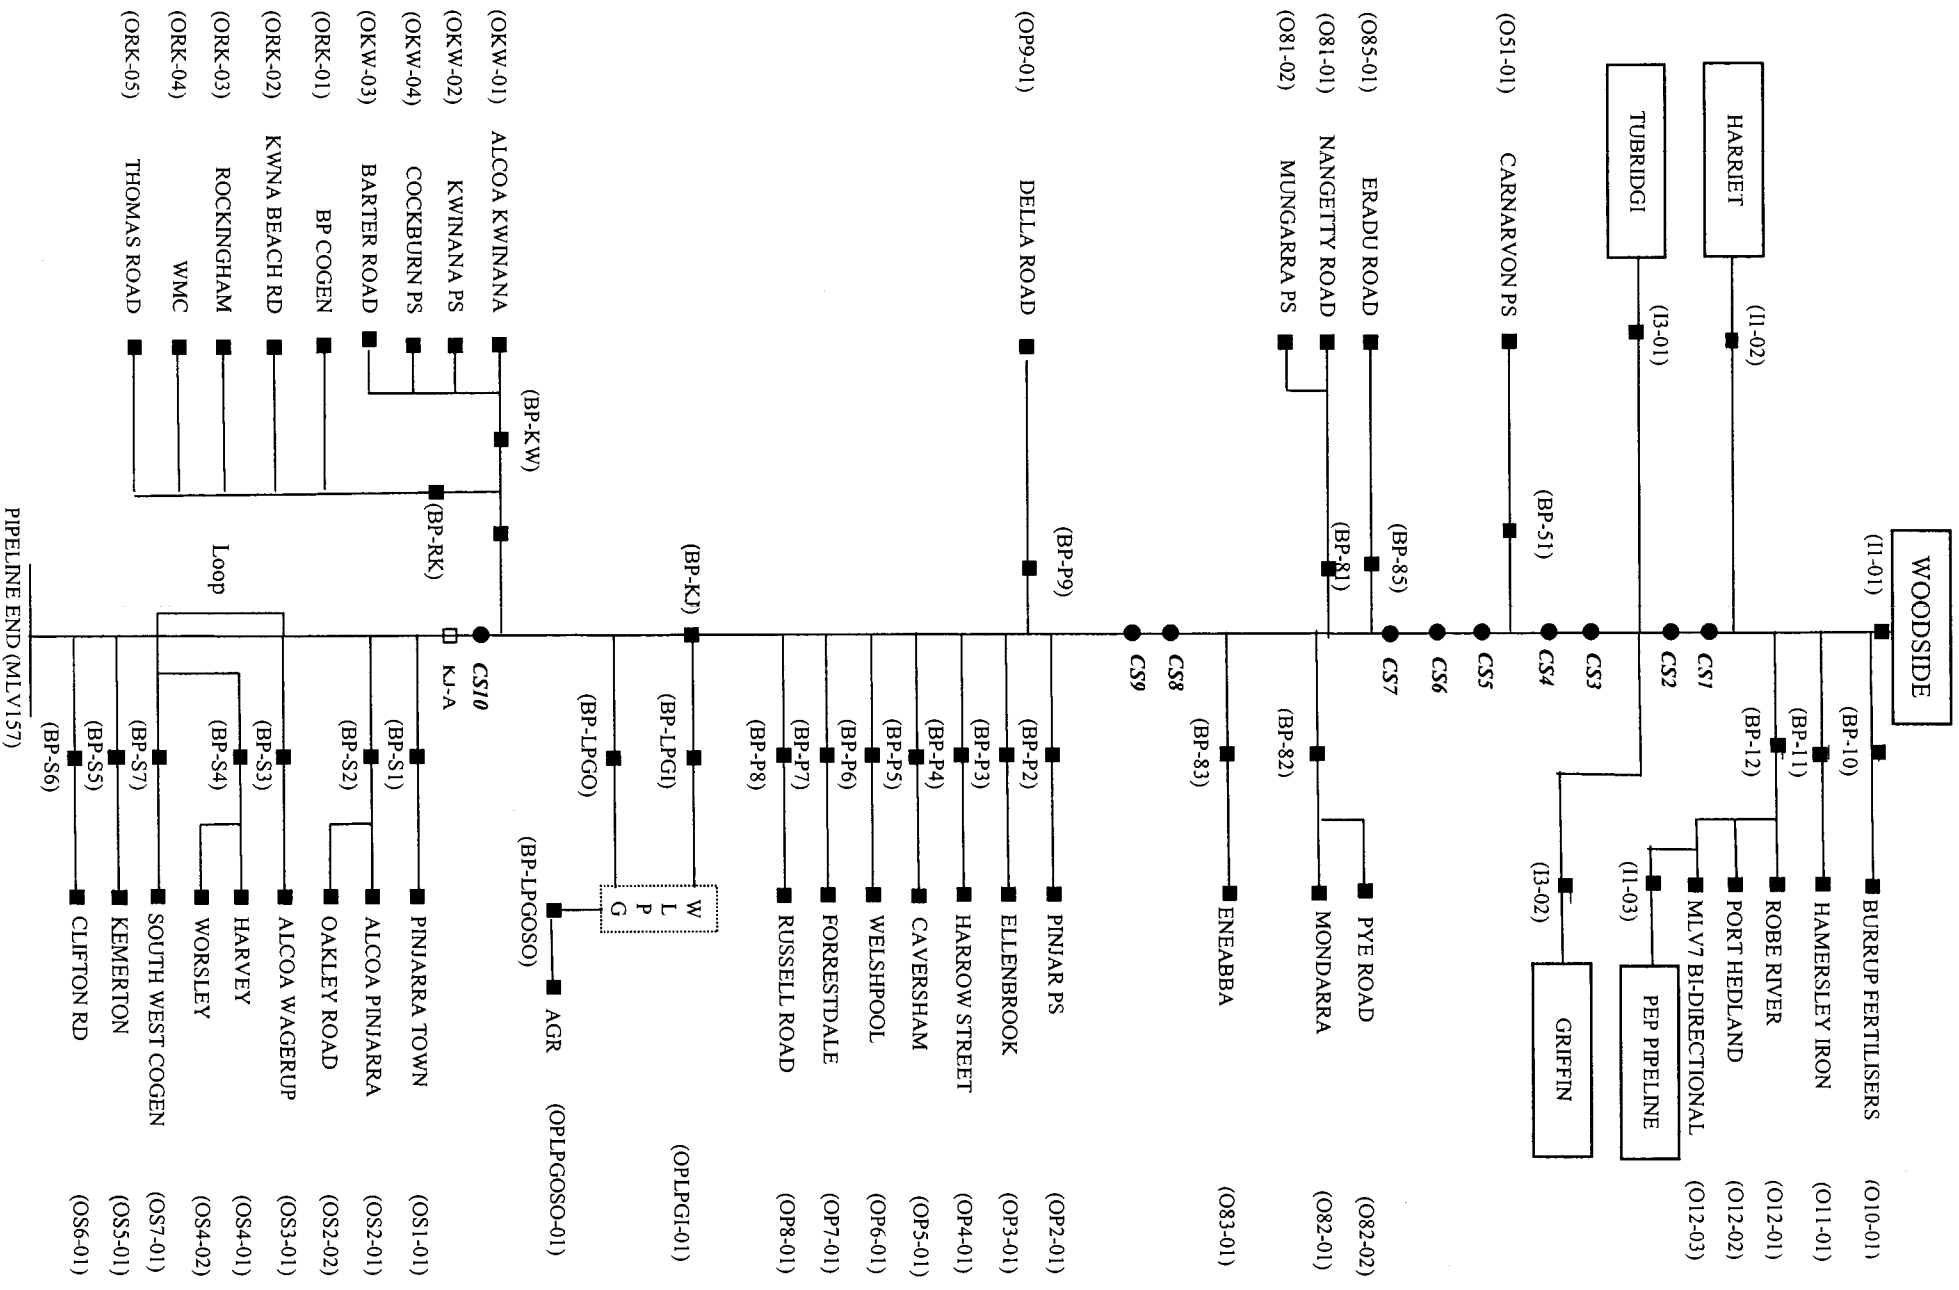 WOODSIDE
(I1-01)
HARRIET
(I1-02)
TUBRIDGI
(I3-01)
(O51-01)
CARNARVON PS
(BP-51)
(O85-01)
ERADU ROAD
(BP-85)
(O81-01)
NANGETTY ROAD
(BP-81)
(O81-02)
MUNGARRA PS
(OP9-01)
DELLA ROAD
(BP-P9)
(BP-KJ)
(OKW-01)
ALCOA KWINANA
(BP-KW)
(OKW-02)
KWINANA PS
(OKW-04)
COCKBURN PS
(OKW-03)
BARTER ROAD
(BP-RK)
(ORK-01)
BP COGEN
(ORK-02)
KWNA BEACH RD
(ORK-03)
ROCKINGHAM
(ORK-04)
WMC
(ORK-05)
THOMAS ROAD
Loop
PIPELINE END (MLV157)
CS1
CS2
CS3
CS4
CS5
CS6
CS7
CS8
CS9
CS10
KJ-A
(BP-10)
BURRUP FERTILISERS
(O10-01)
(BP-11)
HAMERSLEY IRON
(O11-01)
(BP-12)
ROBE RIVER
(O12-01)
PORT HEDLAND
(O12-02)
MLV7 BI-DIRECTIONAL
(O12-03)
(I1-03)
PEP PIPELINE
(I3-02)
GRIFFIN
PYE ROAD
(O82-02)
(BP-82)
MONDARRA
(O82-01)
(BP-83)
ENEABBA
(O83-01)
(BP-P2)
PINJAR PS
(OP2-01)
(BP-P3)
ELLENBROOK
(OP3-01)
(BP-P4)
HARROW STREET
(OP4-01)
(BP-P5)
CAVERSHAM
(OP5-01)
(BP-P6)
WELSHPOOL
(OP6-01)
(BP-P7)
FORRESTDALE
(OP7-01)
(BP-P8)
RUSSELL ROAD
(OP8-01)
(BP-LPGI)
(OPLPGI-01)
(BP-LPGO)
W
L
P
G
(BP-LPGOSO)
AGR
(OPLPGOSO-01)
(BP-S1)
PINJARRA TOWN
(OS1-01)
(BP-S2)
ALCOA PINJARRA
(OS2-01)
OAKLEY ROAD
(OS2-02)
(BP-S3)
ALCOA WAGERUP
(OS3-01)
(BP-S4)
HARVEY
(OS4-01)
WORSLEY
(OS4-02)
(BP-S7)
SOUTH WEST COGEN
(OS7-01)
(BP-S5)
KEMERTON
(OS5-01)
(BP-S6)
CLIFTON RD
(OS6-01)